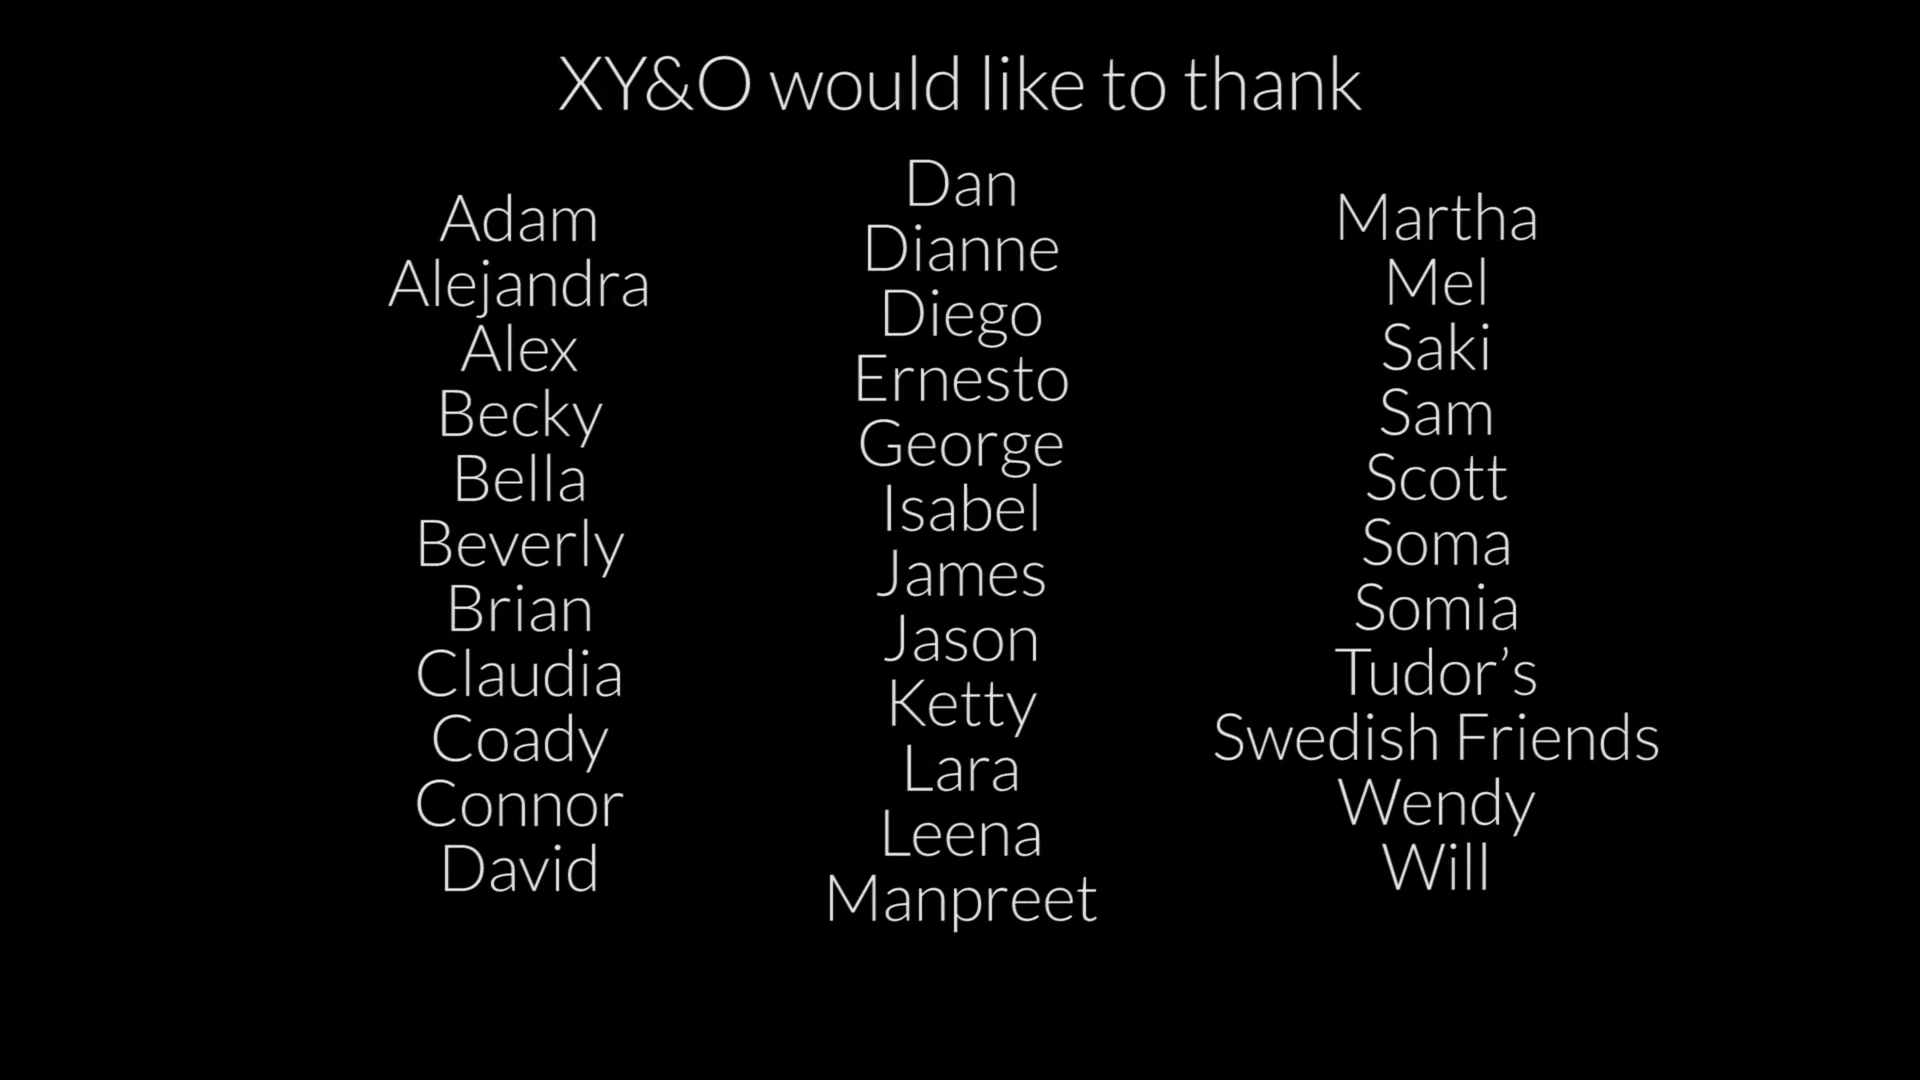 XY&O would like to thank
Adam
Alejandra
Alex
Becky
Bella
Beverly
Brian
Claudia
Coady
Connor
David
Dan
Dianne
Diego
Ernesto
George
Isabel
James
Jason
Ketty
Lara
Leena
Manpreet
Martha
Mel
Saki
Sam
Scott
Soma
Somia
Tudor’s
Swedish Friends
Wendy
Will